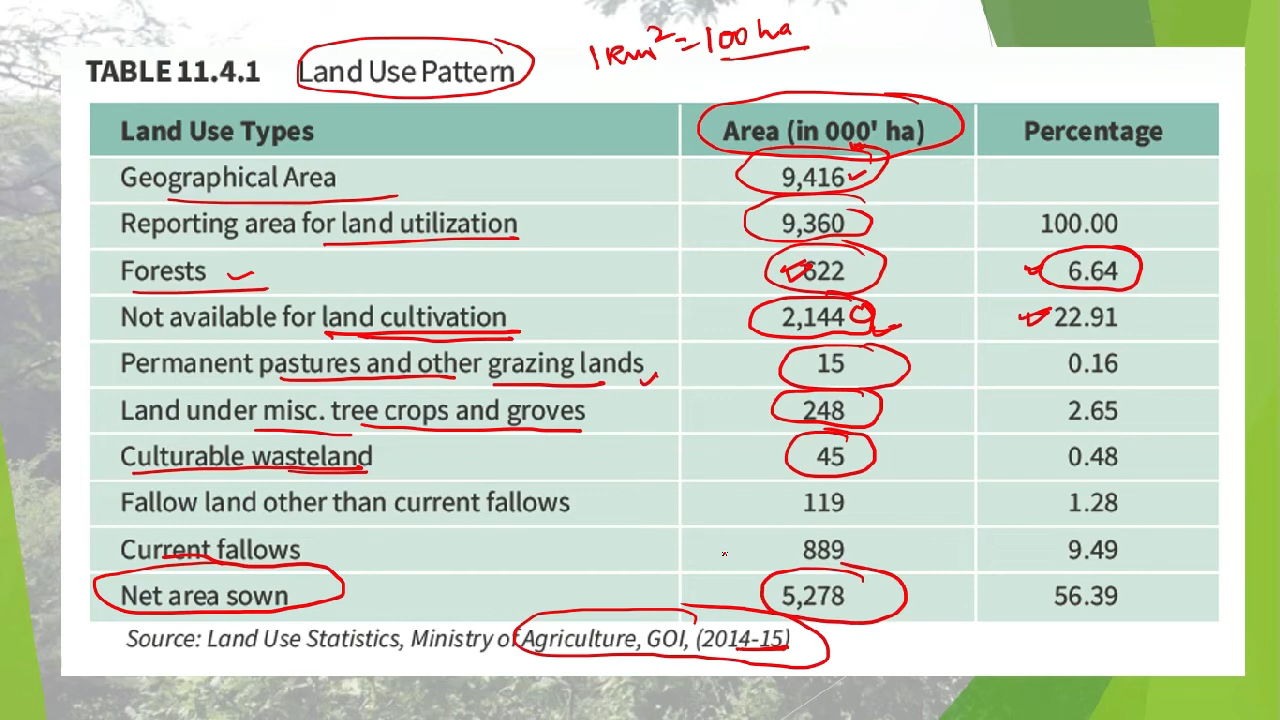 1 Km² = 100 ha
TABLE 11.4.1 Land Use Pattern
Land Use Types Area (in 000' ha) Percentage
Geographical Area 9,416
Reporting area for land utilization 9,360 100.00
Forests 622 6.64
Not available for land cultivation 2,144 22.91
Permanent pastures and other grazing lands 15 0.16
Land under misc. tree crops and groves 248 2.65
Culturable wasteland 45 0.48
Fallow land other than current fallows 119 1.28
Current fallows 889 9.49
Net area sown 5,278 56.39
Source: Land Use Statistics, Ministry of Agriculture, GOI, (2014-15)